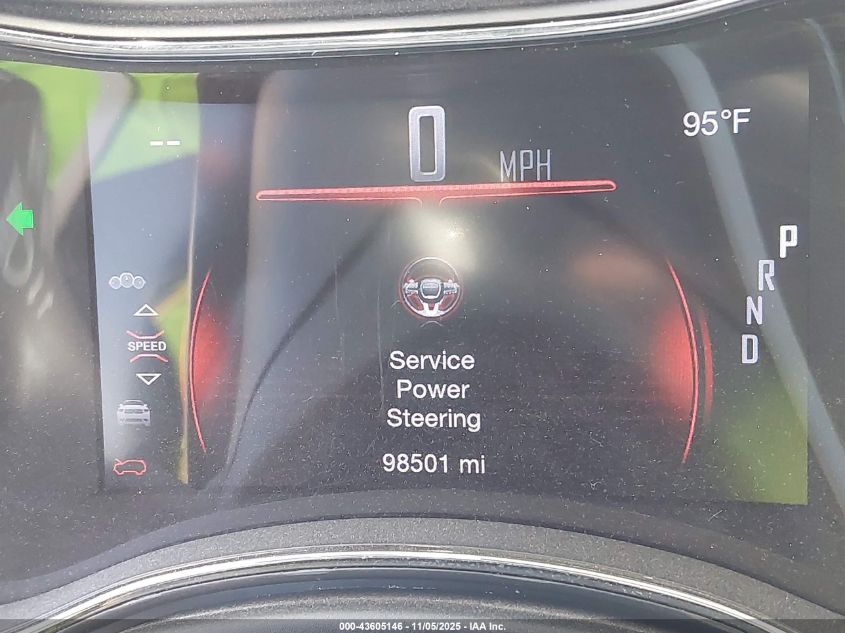 0 MPH
95°F
--
P
R
N
D
SPEED
Service
Power
Steering
98501 mi
000-43605146 - 11/05/2025 - IAA Inc.